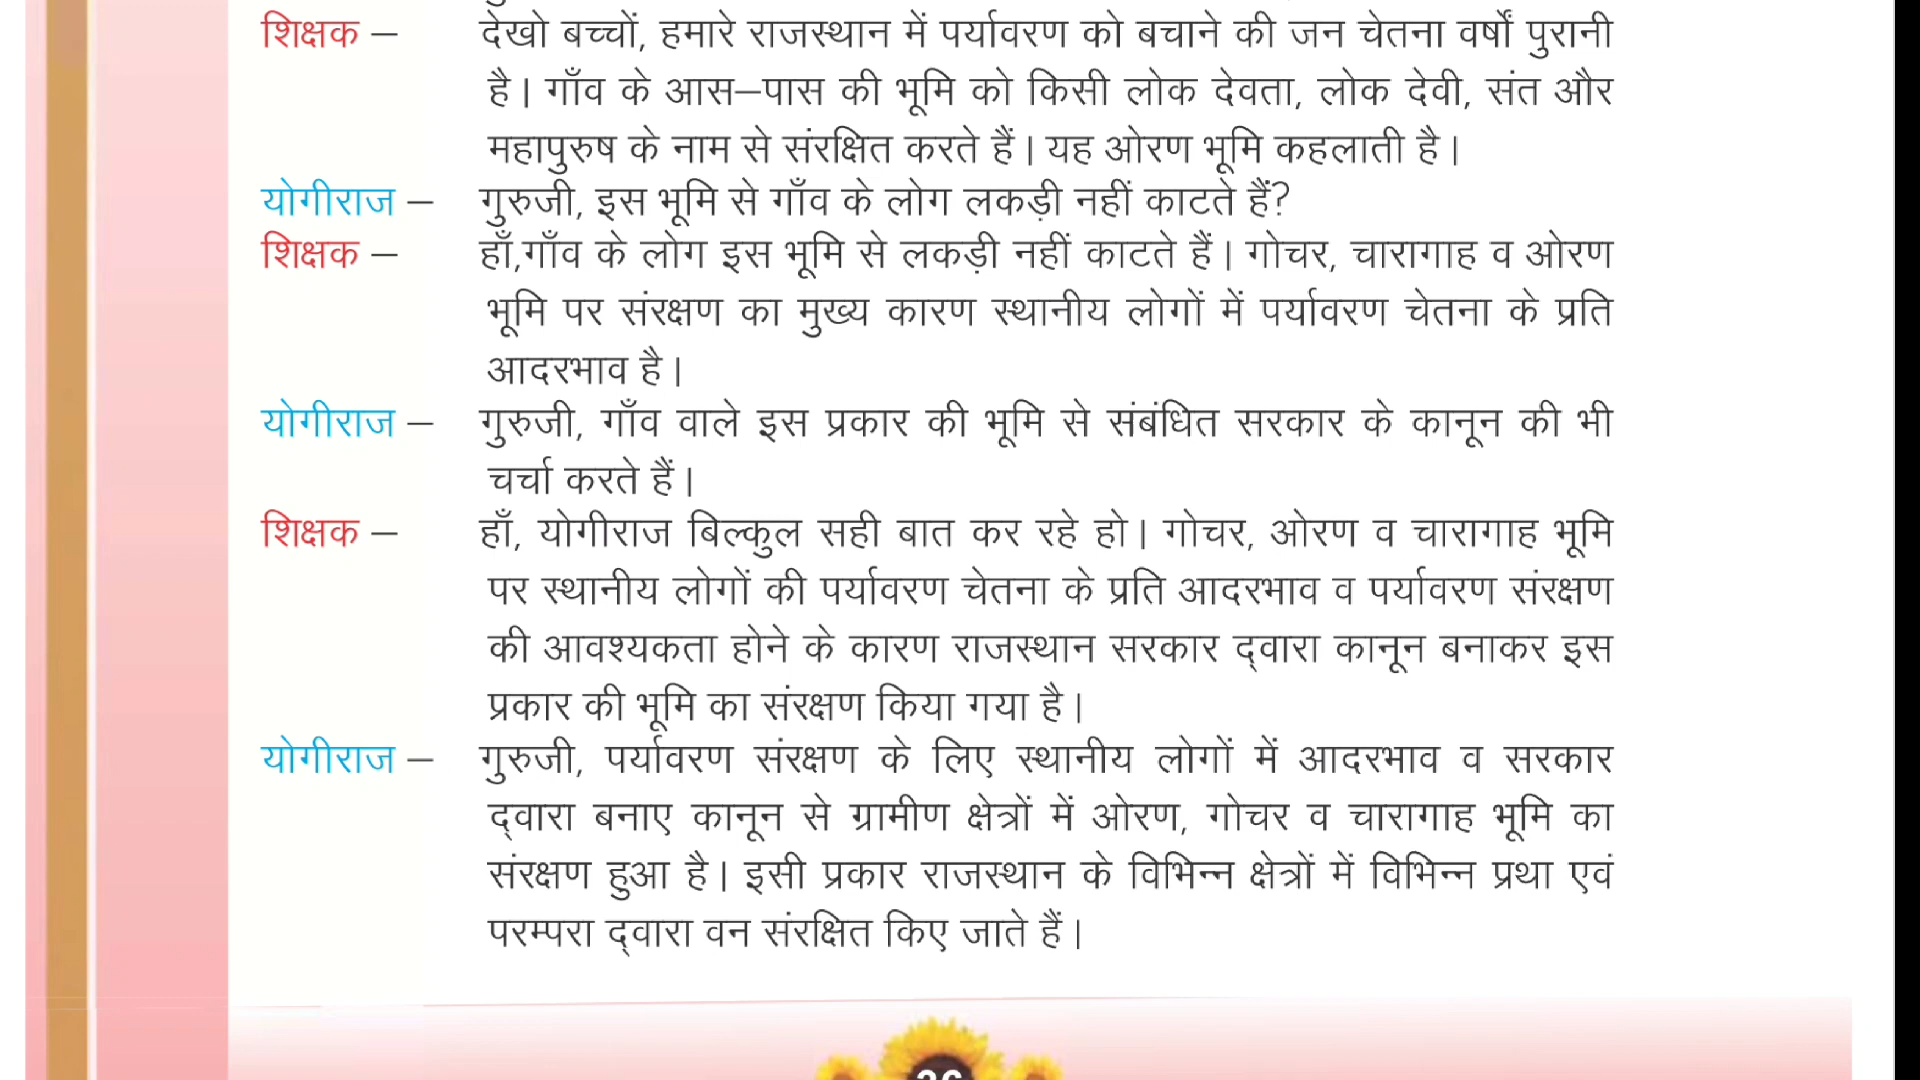 शिक्षक – देखो बच्चों, हमारे राजस्थान में पर्यावरण को बचाने की जन चेतना वर्षों पुरानी
है। गाँव के आस–पास की भूमि को किसी लोक देवता, लोक देवी, संत और
महापुरुष के नाम से संरक्षित करते हैं। यह ओरण भूमि कहलाती है।
योगीराज – गुरुजी, इस भूमि से गाँव के लोग लकड़ी नहीं काटते हैं?
शिक्षक – हाँ,गाँव के लोग इस भूमि से लकड़ी नहीं काटते हैं। गोचर, चारागाह व ओरण
भूमि पर संरक्षण का मुख्य कारण स्थानीय लोगों में पर्यावरण चेतना के प्रति
आदरभाव है।
योगीराज – गुरुजी, गाँव वाले इस प्रकार की भूमि से संबंधित सरकार के कानून की भी
चर्चा करते हैं।
शिक्षक – हाँ, योगीराज बिल्कुल सही बात कर रहे हो। गोचर, ओरण व चारागाह भूमि
पर स्थानीय लोगों की पर्यावरण चेतना के प्रति आदरभाव व पर्यावरण संरक्षण
की आवश्यकता होने के कारण राजस्थान सरकार द्वारा कानून बनाकर इस
प्रकार की भूमि का संरक्षण किया गया है।
योगीराज – गुरुजी, पर्यावरण संरक्षण के लिए स्थानीय लोगों में आदरभाव व सरकार
द्वारा बनाए कानून से ग्रामीण क्षेत्रों में ओरण, गोचर व चारागाह भूमि का
संरक्षण हुआ है। इसी प्रकार राजस्थान के विभिन्न क्षेत्रों में विभिन्न प्रथा एवं
परम्परा द्वारा वन संरक्षित किए जाते हैं।